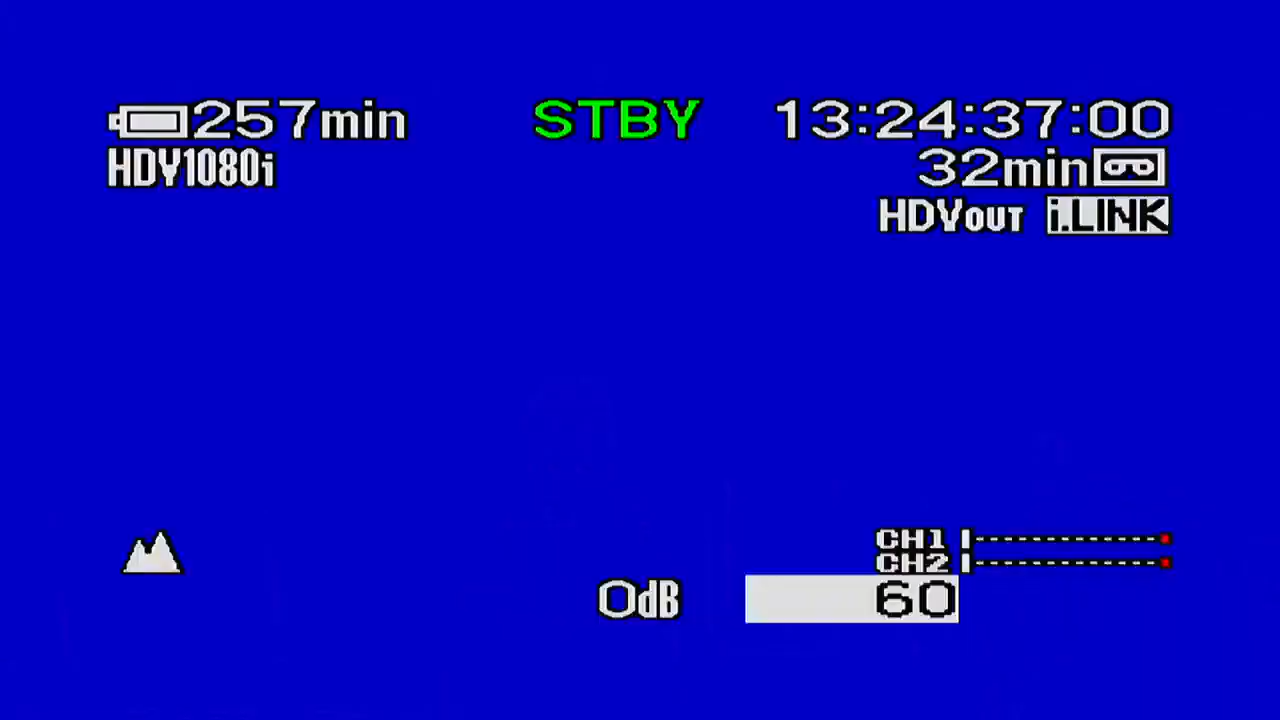 257min STBY 13:24:37:00
HDV1080i 32min
HDVOUT i.LINK
CH1
CH2
0dB 60